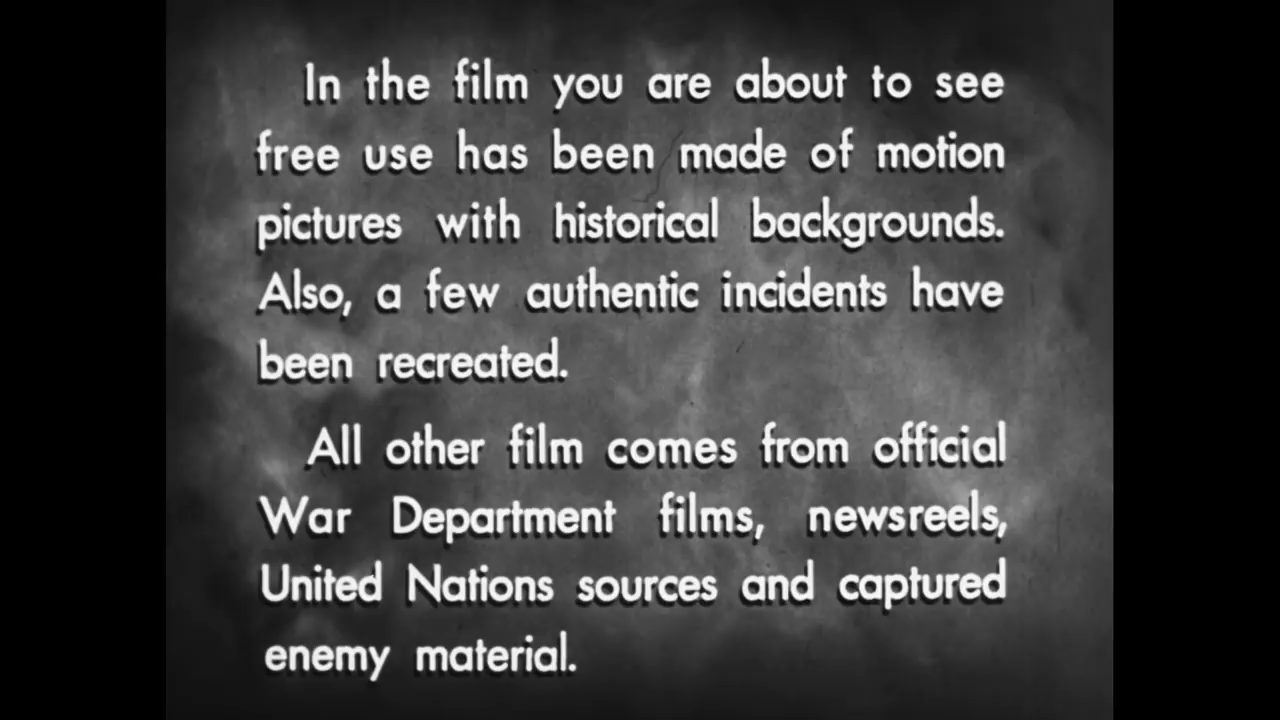 In the film you are about to see
free use has been made of motion
pictures with historical backgrounds.
Also, a few authentic incidents have
been recreated.
All other film comes from official
War Department films, newsreels,
United Nations sources and captured
enemy material.